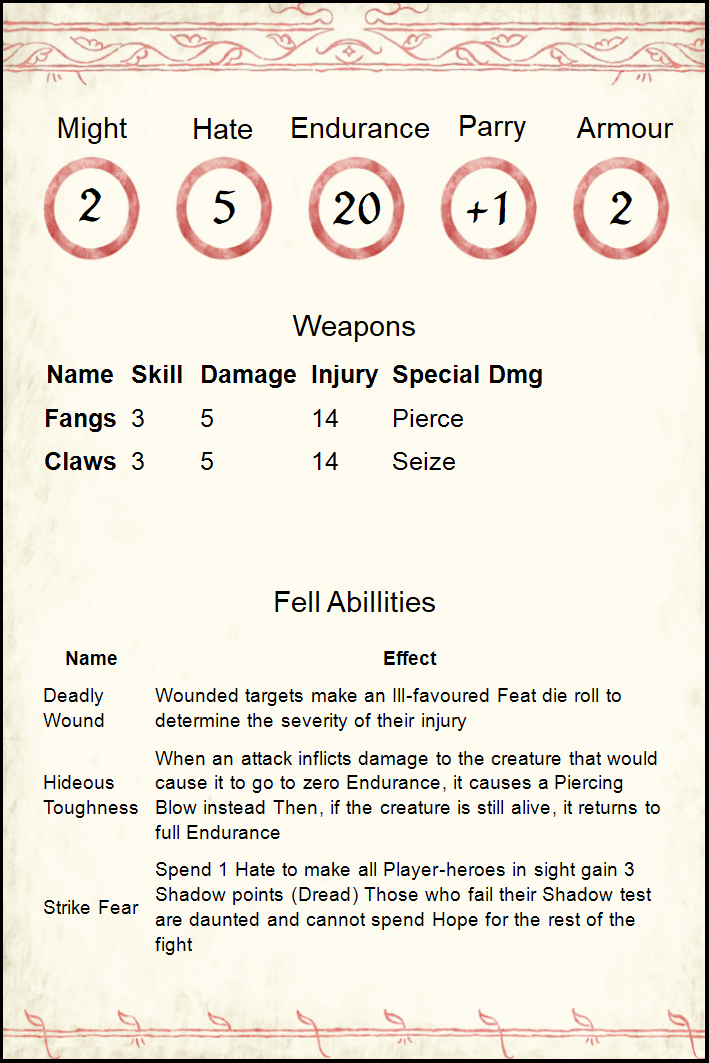 Might Hate Endurance Parry Armour
2 5 20 +1 2
Weapons
Name Skill Damage Injury Special Dmg
Fangs 3 5 14 Pierce
Claws 3 5 14 Seize
Fell Abillities
Name Effect
Deadly Wound
Wounded targets make an Ill-favoured Feat die roll to
determine the severity of their injury
Hideous Toughness
When an attack inflicts damage to the creature that would
cause it to go to zero Endurance, it causes a Piercing
Blow instead Then, if the creature is still alive, it returns to
full Endurance
Strike Fear
Spend 1 Hate to make all Player-heroes in sight gain 3
Shadow points (Dread) Those who fail their Shadow test
are daunted and cannot spend Hope for the rest of the
fight